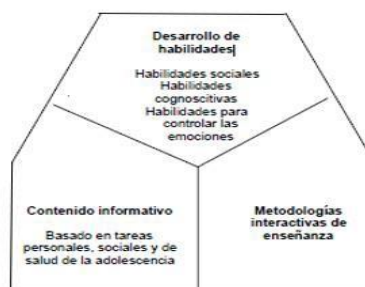 Desarrollo de
habilidades
Habilidades sociales
Habilidades
cognoscitivas
Habilidades para
controlar las
emociones
Contenido informativo
Basado en tareas
personales, sociales y de
salud de la adolescencia
Metodologías
interactivas de
enseñanza